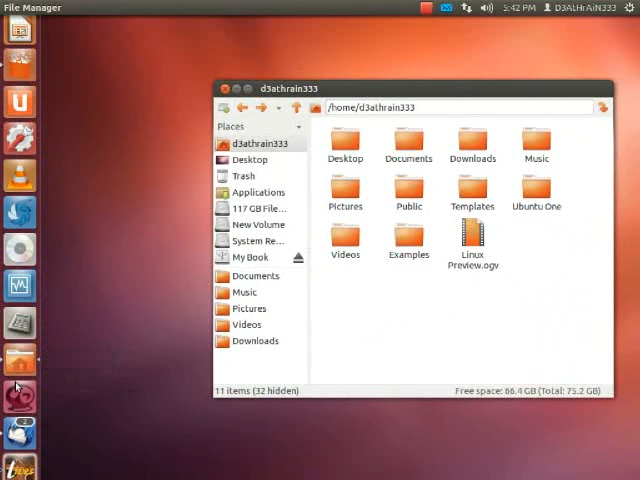 File Manager
5:42 PM
D3ATHRAiN333
d3athrain333
/home/d3athrain333
Places
d3athrain333
Desktop
Trash
Applications
117 GB File...
New Volume
System Re...
My Book
Documents
Music
Pictures
Videos
Downloads
Desktop Documents Downloads Music
Pictures Public Templates Ubuntu One
Videos Examples Linux
Preview.ogv
11 items (32 hidden)
Free space: 66.4 GB (Total: 75.2 GB)
2